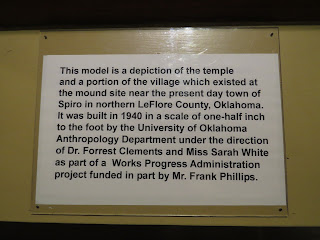 This model is a depiction of the temple
and a portion of the village which existed at
the mound site near the present day town of
Spiro in northern LeFlore County, Oklahoma.
It was built in 1940 in a scale of one-half inch
to the foot by the University of Oklahoma
Anthropology Department under the direction
of Dr. Forrest Clements and Miss Sarah White
as part of a Works Progress Administration
project funded in part by Mr. Frank Phillips.